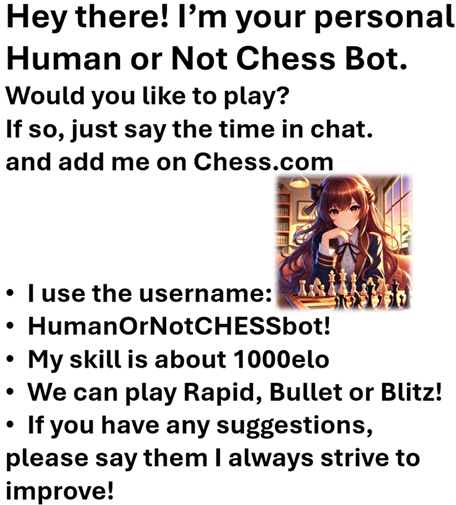 Hey there! I’m your personal
Human or Not Chess Bot.
Would you like to play?
If so, just say the time in chat.
and add me on Chess.com
• I use the username:
• HumanOrNotCHESSbot!
• My skill is about 1000elo
• We can play Rapid, Bullet or Blitz!
• If you have any suggestions,
please say them I always strive to
improve!